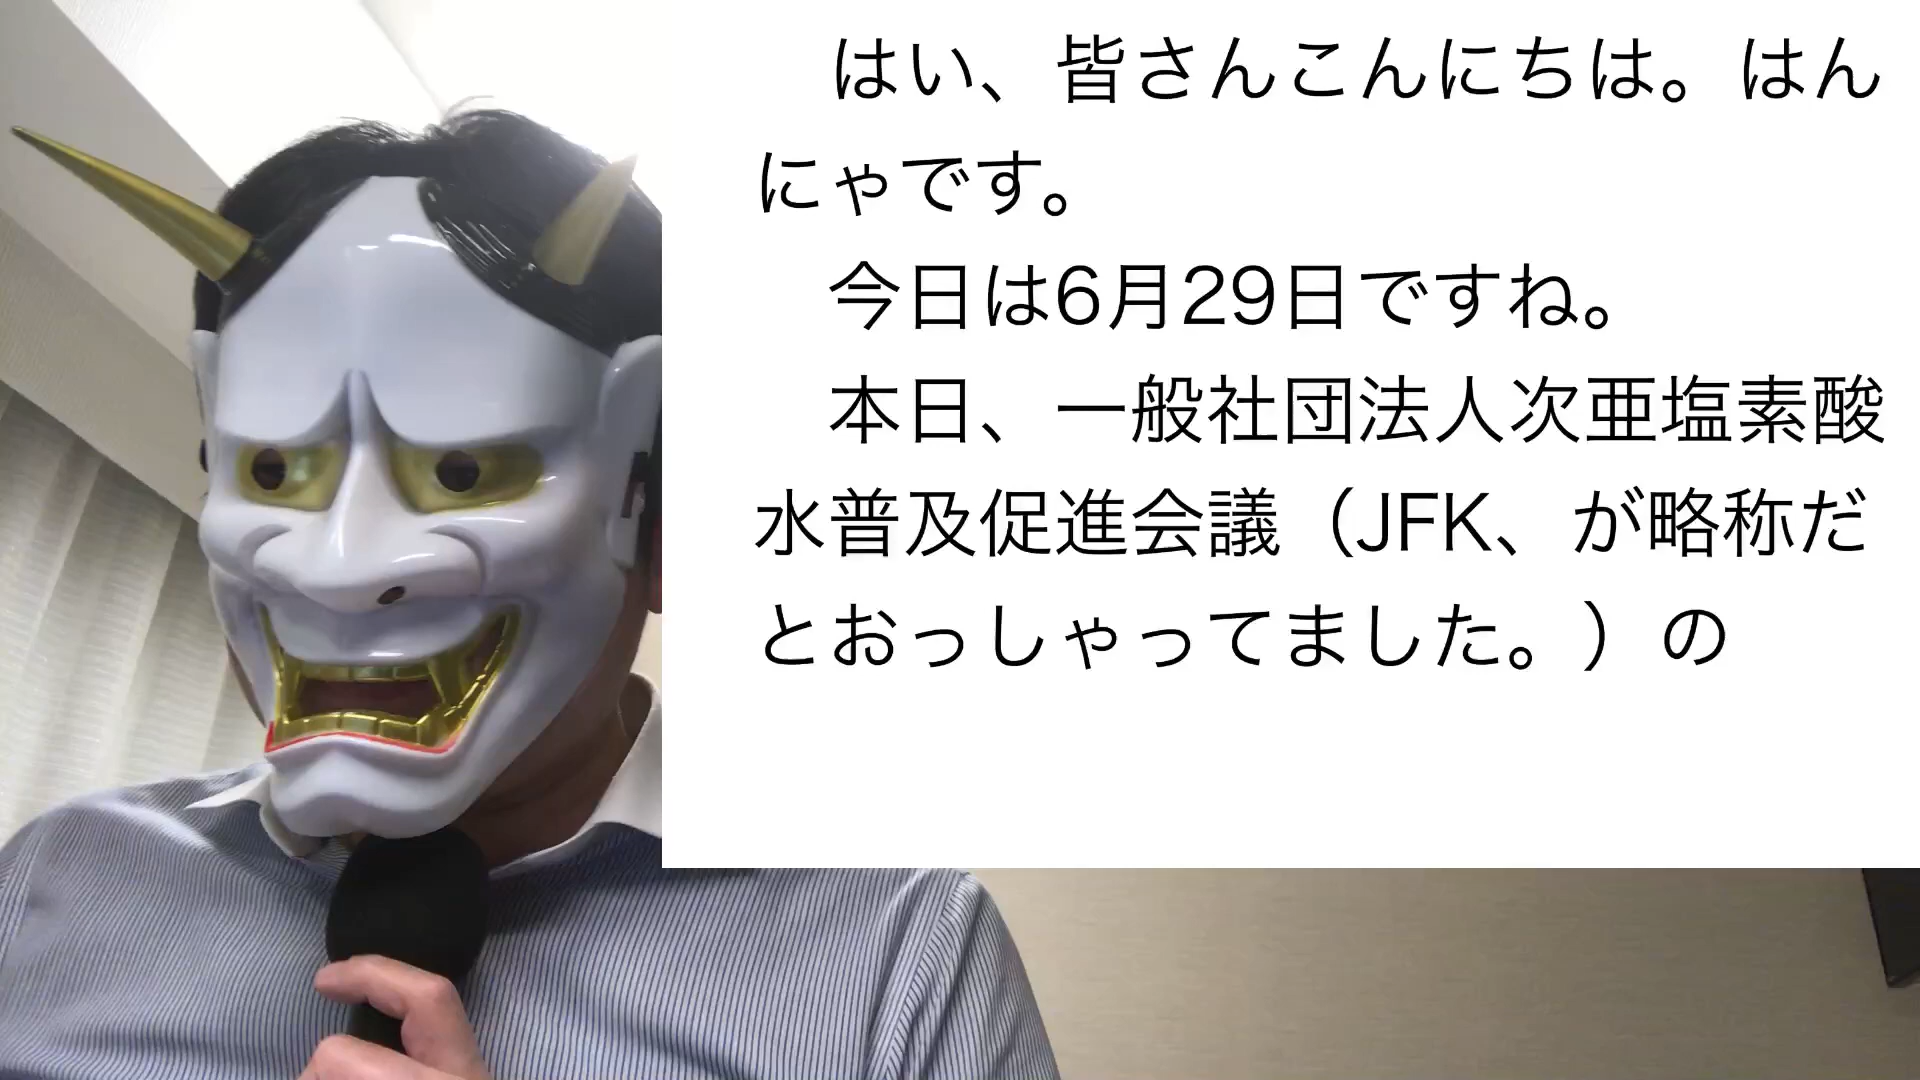 はい、皆さんこんにちは。はん
にゃです。
今日は6月29日ですね。
本日、一般社団法人次亜塩素酸
水普及促進会議（JFK、が略称だ
とおっしゃってました。）の